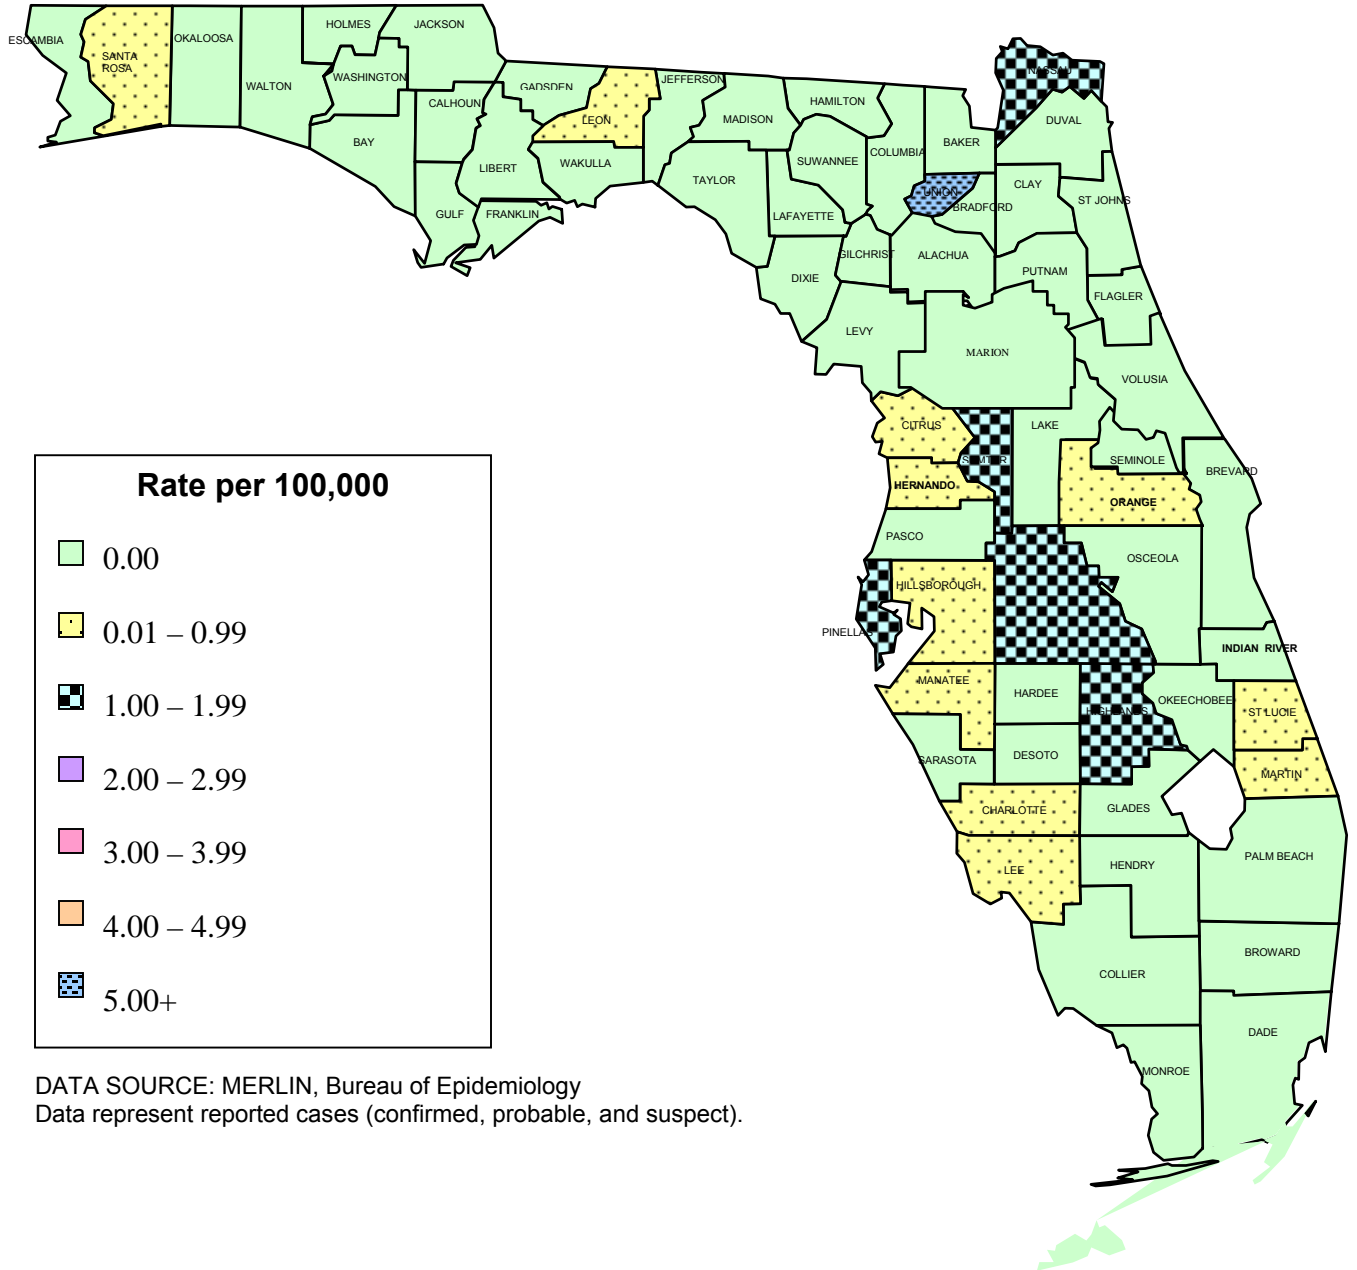 HOLMES
JACKSON
ESCAMBIA
OKALOOSA
SANTA
ROSA
WASHINGTON
WALTON
GADSDEN
JEFFERSON
NASSAU
CALHOUN
LEON
MADISON
HAMILTON
DUVAL
BAY
BAKER
COLUMBIA
LIBERT
WAKULLA
SUWANNEE
TAYLOR
CLAY
UNION
ST JOHNS
BRADFORD
GULF
FRANKLIN
LAFAYETTE
GILCHRIST
ALACHUA
DIXIE
PUTNAM
FLAGLER
LEVY
MARION
VOLUSIA
CITRUS
LAKE
SUMTER
SEMINOLE
BREVARD
HERNANDO
ORANGE
PASCO
OSCEOLA
HILLSBOROUGH
PINELLAS
INDIAN RIVER
MANATEE
HARDEE
OKEECHOBEE
HIGHLANDS
ST LUCIE
SARASOTA
DESOTO
MARTIN
CHARLOTTE
GLADES
LEE
HENDRY
PALM BEACH
COLLIER
BROWARD
DADE
MONROE
Rate per 100,000
0.00
0.01 – 0.99
1.00 – 1.99
2.00 – 2.99
3.00 – 3.99
4.00 – 4.99
5.00+
DATA SOURCE: MERLIN, Bureau of Epidemiology
Data represent reported cases (confirmed, probable, and suspect).